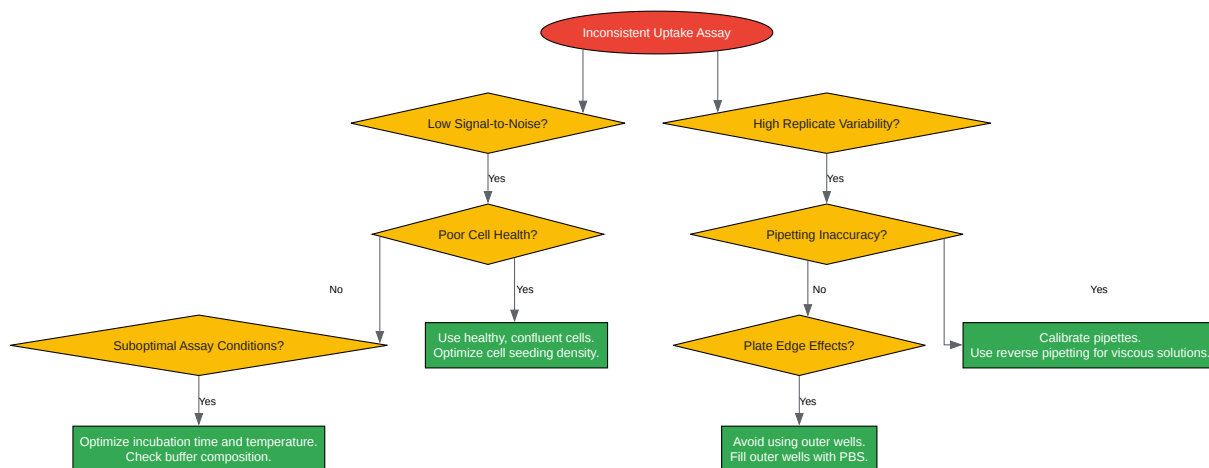 Inconsistent Uptake Assay
Low Signal-to-Noise?
High Replicate Variability?
Yes
Yes
Poor Cell Health?
Pipetting Inaccuracy?
No
Yes
No
Yes
Suboptimal Assay Conditions?
Use healthy, confluent cells.
Optimize cell seeding density.
Plate Edge Effects?
Calibrate pipettes.
Use reverse pipetting for viscous solutions.
Yes
Yes
Optimize incubation time and temperature.
Check buffer composition.
Avoid using outer wells.
Fill outer wells with PBS.